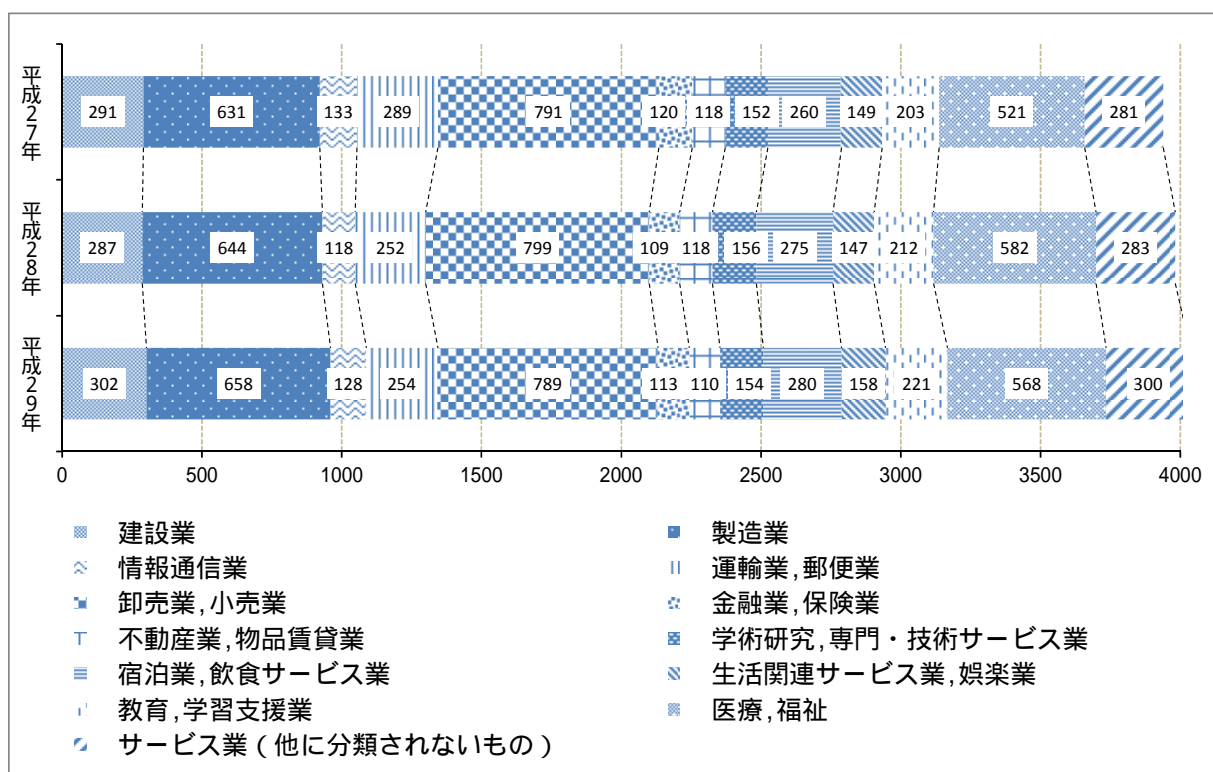 平成27年
291 631 133 289 791 120 118 152 260 149 203 521 281
平成28年
287 644 118 252 799 109 118 156 275 147 212 582 283
平成29年
302 658 128 254 789 113 110 154 280 158 221 568 300
0 500 1000 1500 2000 2500 3000 3500 4000
建設業
製造業
情報通信業
運輸業,郵便業
卸売業,小売業
金融業,保険業
不動産業,物品賃貸業
学術研究,専門・技術サービス業
宿泊業,飲食サービス業
生活関連サービス業,娯楽業
教育,学習支援業
医療,福祉
サービス業(他に分類されないもの)